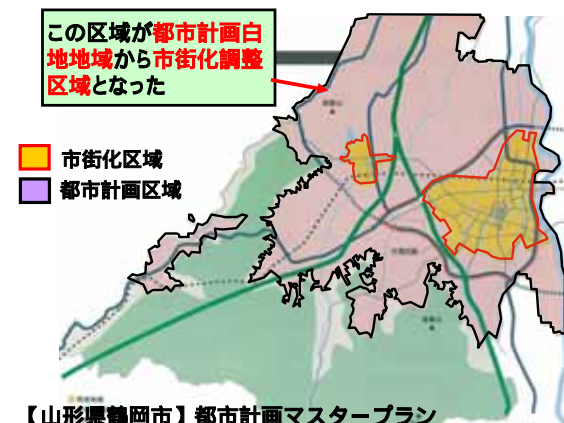 この区域が都市計画白
地地域から市街化調整
区域となった
市街化区域
都市計画区域
【山形県鶴岡市】都市計画マスタープラン